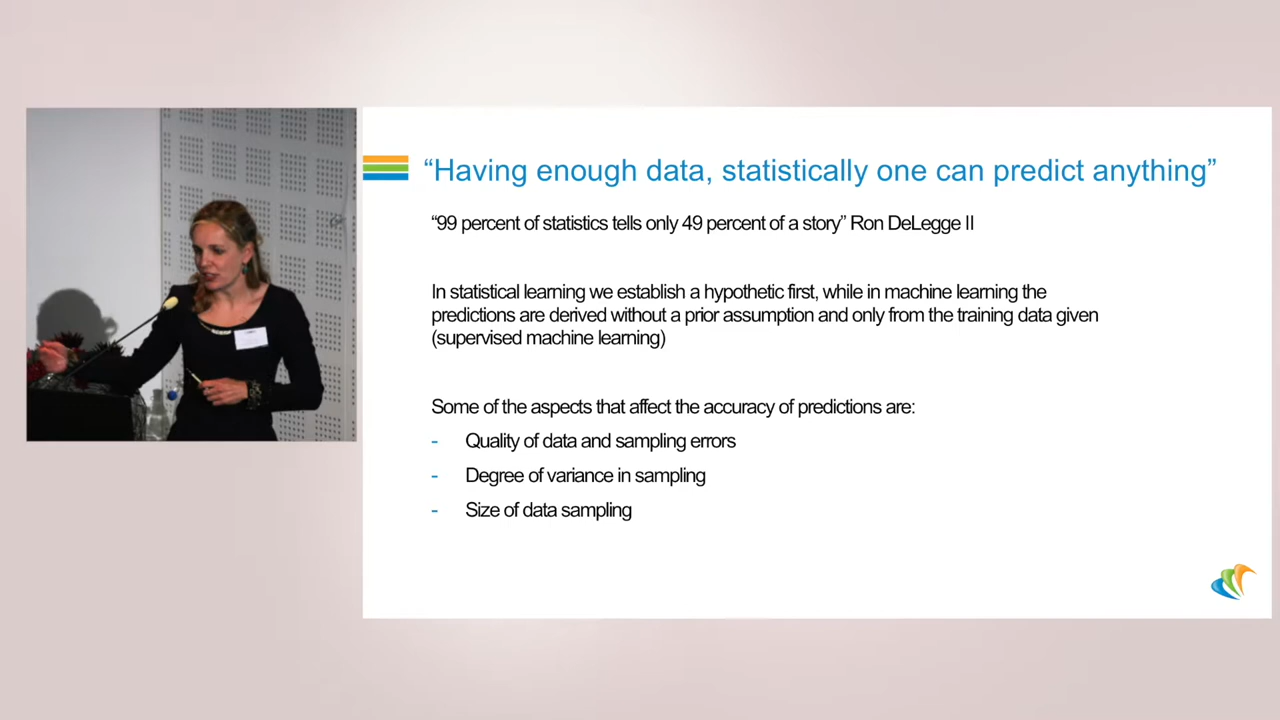 “Having enough data, statistically one can predict anything”
“99 percent of statistics tells only 49 percent of a story” Ron DeLegge II
In statistical learning we establish a hypothetic first, while in machine learning the
predictions are derived without a prior assumption and only from the training data given
(supervised machine learning)
Some of the aspects that affect the accuracy of predictions are:
- Quality of data and sampling errors
- Degree of variance in sampling
- Size of data sampling